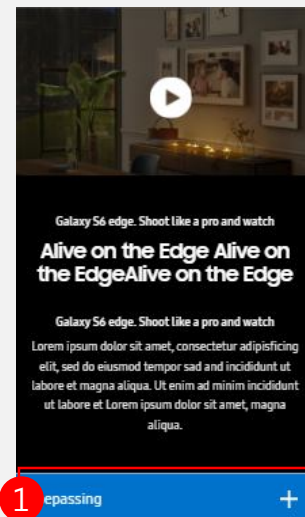 Galaxy S6 edge. Shoot like a pro and watch
Alive on the Edge Alive on
the EdgeAlive on the Edge
Galaxy S6 edge. Shoot like a pro and watch
Lorem ipsum dolor sit amet, consectetur adipisficing
elit, sed do eiusmod tempor sad and incididunt ut
labore et magna aliqua. Ut enim ad minim incididunt
ut labore et Lorem ipsum dolor sit amet, magna
aliqua.
1 epassing +